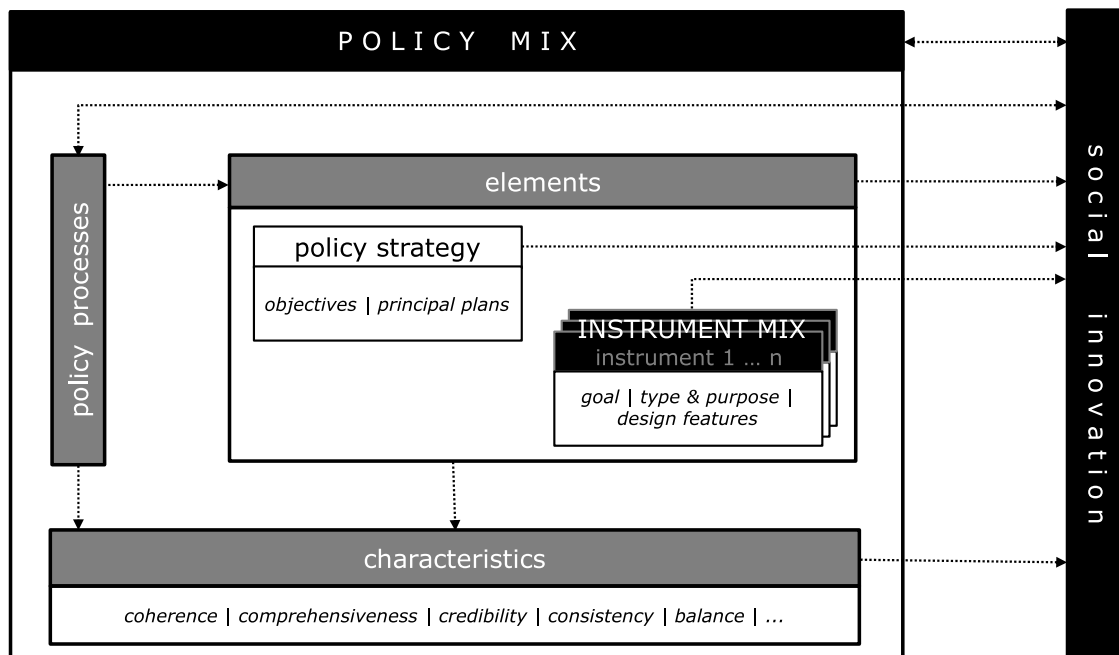 POLICY MIX
policy processes
elements
policy strategy
objectives | principal plans
INSTRUMENT MIX
instrument 1 ... n
goal | type & purpose |
design features
characteristics
coherence | comprehensiveness | credibility | consistency | balance | ...
social innovation